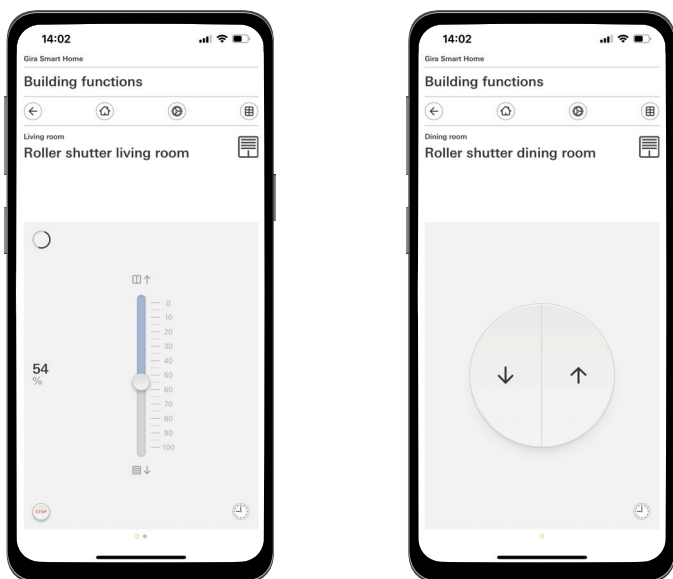 14:02
Gira Smart Home
Building functions
Living room
Roller shutter living room
0
10
20
30
40
50
60
70
80
90
100
54
%
STOP
14:02
Gira Smart Home
Building functions
Dining room
Roller shutter dining room